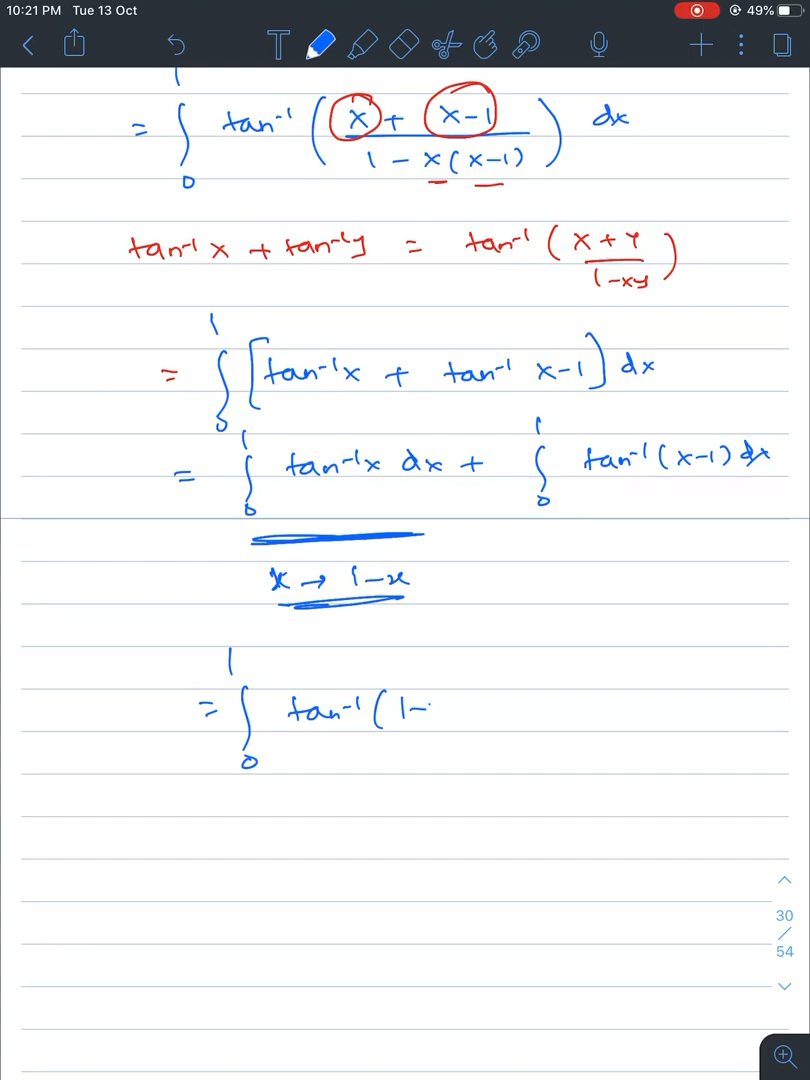 10:21 PM Tue 13 Oct 49%
= ∫₀¹ tan⁻¹ ( (x + x−1) / (1 − x(x−1)) ) dx
tan⁻¹x + tan⁻¹y = tan⁻¹ ( (x+y) / (1−xy) )
= ∫₀¹ [tan⁻¹x + tan⁻¹ x−1] dx
= ∫₀¹ tan⁻¹x dx + ∫₀¹ tan⁻¹(x−1) dx
x → 1−x
= ∫₀¹ tan⁻¹ (1−
30
/
54